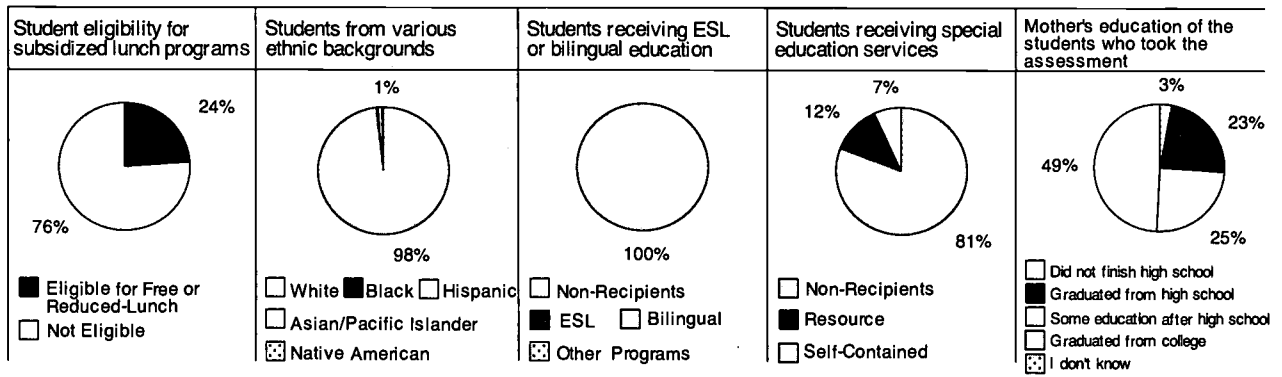 Student eligibility for
subsidized lunch programs
24%
76%
Eligible for Free or
Reduced-Lunch
Not Eligible
Students from various
ethnic backgrounds
1%
98%
White Black Hispanic
Asian/Pacific Islander
Native American
Students receiving ESL
or bilingual education
100%
Non-Recipients
ESL Bilingual
Other Programs
Students receiving special
education services
7%
12%
81%
Non-Recipients
Resource
Self-Contained
Mother's education of the
students who took the
assessment
3%
23%
49%
25%
Did not finish high school
Graduated from high school
Some education after high school
Graduated from college
I don't know